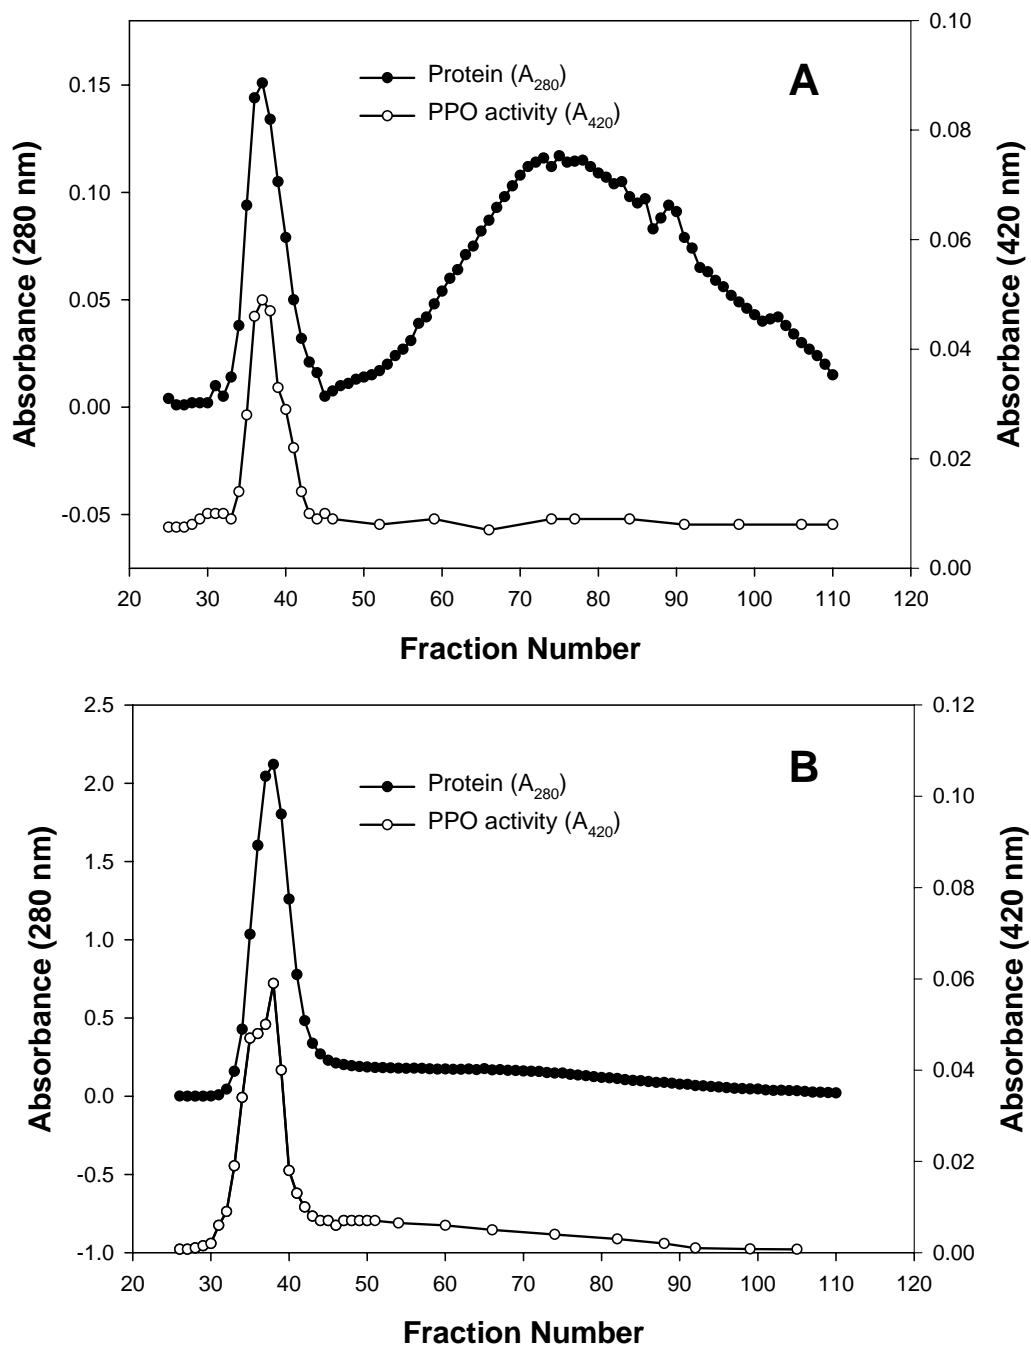 A
Protein (A280)
PPO activity (A420)
Absorbance (280 nm)
Absorbance (420 nm)
0.15
0.10
0.05
0.00
-0.05
0.10
0.08
0.06
0.04
0.02
0.00
20 30 40 50 60 70 80 90 100 110 120
Fraction Number
B
Protein (A280)
PPO activity (A420)
Absorbance (280 nm)
Absorbance (420 nm)
2.5
2.0
1.5
1.0
0.5
0.0
-0.5
-1.0
0.12
0.10
0.08
0.06
0.04
0.02
0.00
20 30 40 50 60 70 80 90 100 110 120
Fraction Number